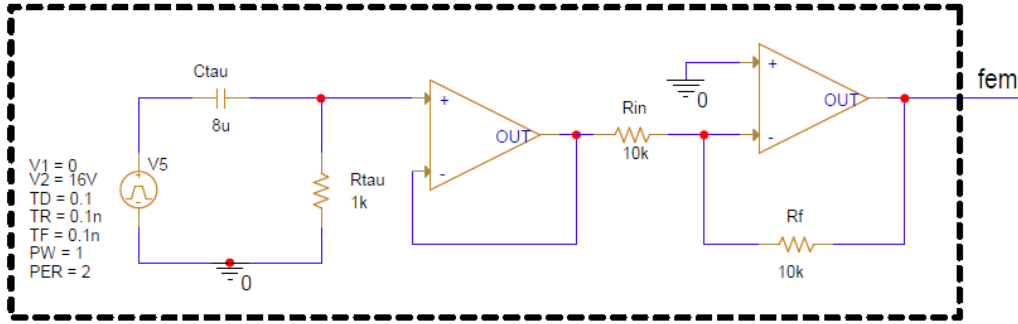 Ctau
8u
V5
V1 = 0
V2 = 16V
TD = 0.1
TR = 0.1n
TF = 0.1n
PW = 1
PER = 2
0
Rtau
1k
+
-
OUT
Rin
10k
0
+
-
OUT
Rf
10k
fem